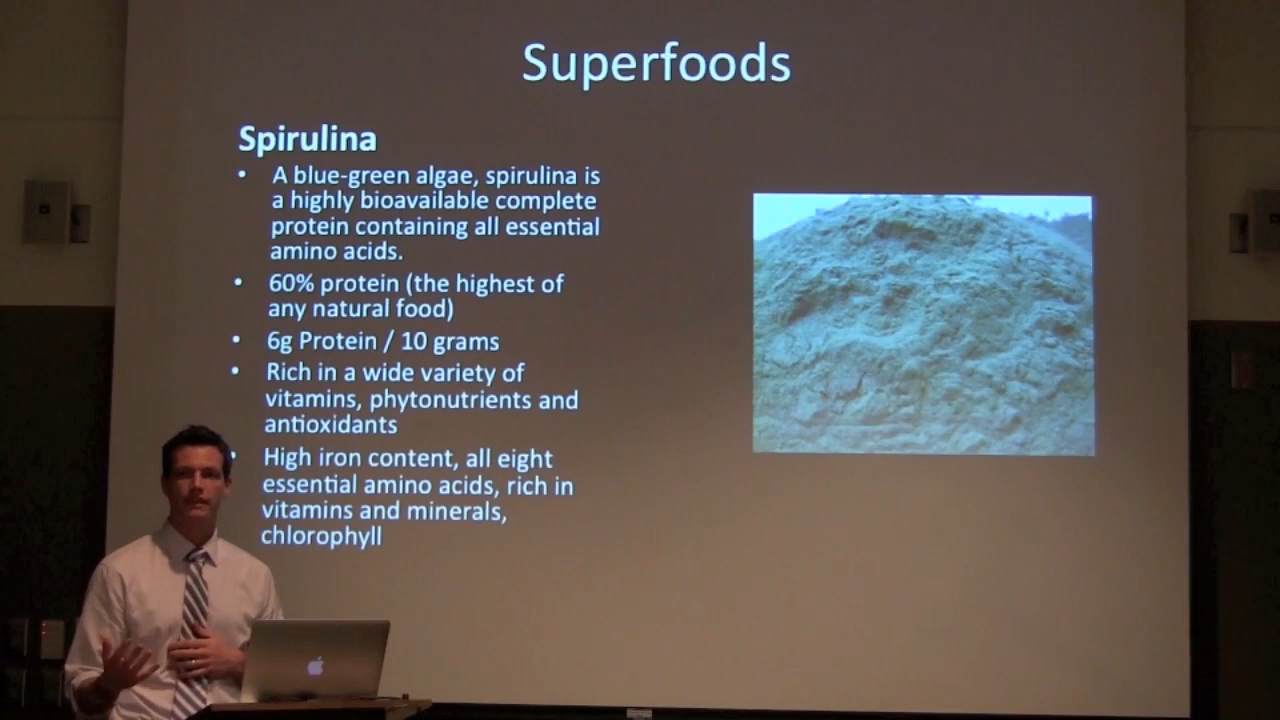 Superfoods
Spirulina
• A blue-green algae, spirulina is
a highly bioavailable complete
protein containing all essential
amino acids.
• 60% protein (the highest of
any natural food)
• 6g Protein / 10 grams
• Rich in a wide variety of
vitamins, phytonutrients and
antioxidants
• High iron content, all eight
essential amino acids, rich in
vitamins and minerals,
chlorophyll